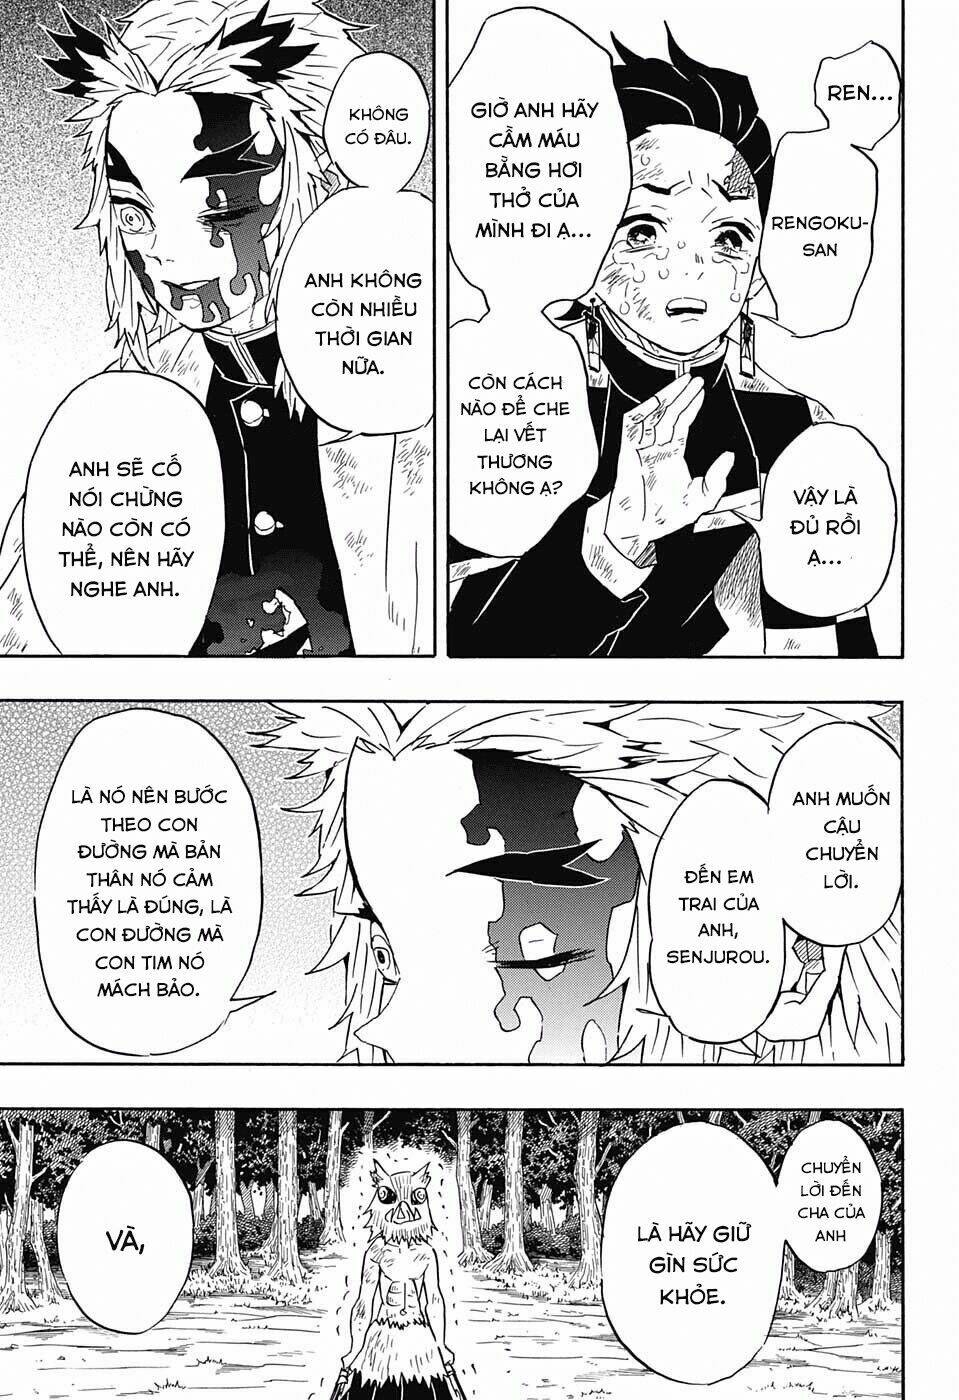 REN...
RENGOKU-
SAN
VẬY LÀ
ĐỦ RỒI
Ạ...
GIỜ ANH HÃY
CẦM MÁU
BẰNG HƠI
THỞ CỦA
MÌNH ĐI Ạ...
CÒN CÁCH
NÀO ĐỂ CHE
LẠI VẾT
THƯƠNG
KHÔNG Ạ?
KHÔNG
CÓ ĐÂU.
ANH KHÔNG
CÒN NHIỀU
THỜI GIAN
NỮA.
ANH SẼ CỐ
NÓI CHỪNG
NÀO CÒN CÓ
THỂ, NÊN HÃY
NGHE ANH.
ANH MUỐN
CẬU
CHUYỂN
LỜI.
ĐẾN EM
TRAI CỦA
ANH,
SENJUROU.
LÀ NÓ NÊN BƯỚC
THEO CON
ĐƯỜNG MÀ BẢN
THÂN NÓ CẢM
THẤY LÀ ĐÚNG, LÀ
CON ĐƯỜNG MÀ
CON TIM NÓ
MÁCH BẢO.
CHUYỂN
LỜI ĐẾN
CHA CỦA
ANH
LÀ HÃY GIỮ
GÌN SỨC
KHỎE.
VÀ,